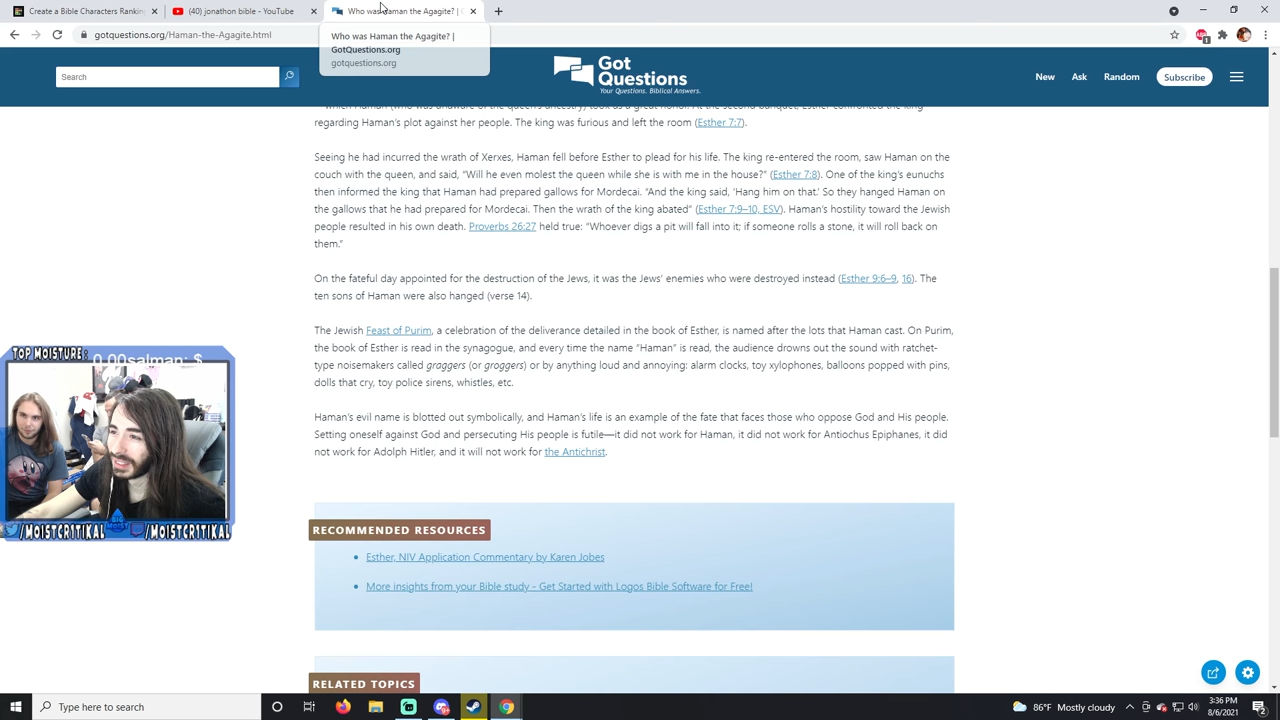 Create a Bible Characters Ranking
(40) jonathon bible - YouTube
Who was Haman the Agagite? |
gotquestions.org/Haman-the-Agagite.html
Who was Haman the Agagite? |
GotQuestions.org
gotquestions.org
Search
Got
Questions
Your Questions. Biblical Answers.
New
Ask
Random
Subscribe
regarding Haman's plot against her people. The king was furious and left the room (Esther 7:7).
Seeing he had incurred the wrath of Xerxes, Haman fell before Esther to plead for his life. The king re-entered the room, saw Haman on the
couch with the queen, and said, “Will he even molest the queen while she is with me in the house?” (Esther 7:8). One of the king's eunuchs
then informed the king that Haman had prepared gallows for Mordecai. “And the king said, ‘Hang him on that.’ So they hanged Haman on
the gallows that he had prepared for Mordecai. Then the wrath of the king abated” (Esther 7:9–10, ESV). Haman's hostility toward the Jewish
people resulted in his own death. Proverbs 26:27 held true: “Whoever digs a pit will fall into it; if someone rolls a stone, it will roll back on
them.”
On the fateful day appointed for the destruction of the Jews, it was the Jews' enemies who were destroyed instead (Esther 9:6–9, 16). The
ten sons of Haman were also hanged (verse 14).
The Jewish Feast of Purim, a celebration of the deliverance detailed in the book of Esther, is named after the lots that Haman cast. On Purim,
the book of Esther is read in the synagogue, and every time the name “Haman” is read, the audience drowns out the sound with ratchet-
type noisemakers called graggers (or groggers) or by anything loud and annoying: alarm clocks, toy xylophones, balloons popped with pins,
dolls that cry, toy police sirens, whistles, etc.
Haman's evil name is blotted out symbolically, and Haman's life is an example of the fate that faces those who oppose God and His people.
Setting oneself against God and persecuting His people is futile—it did not work for Haman, it did not work for Antiochus Epiphanes, it did
not work for Adolph Hitler, and it will not work for the Antichrist.
TOP MOISTURE: 0.00salman: $
BIG MOIST
/MOISTCR1TIKAL
/MOISTCR1TIKAL
RECOMMENDED RESOURCES
Esther, NIV Application Commentary by Karen Jobes
More insights from your Bible study - Get Started with Logos Bible Software for Free!
RELATED TOPICS
Type here to search
86°F Mostly cloudy
3:36 PM
8/6/2021
2